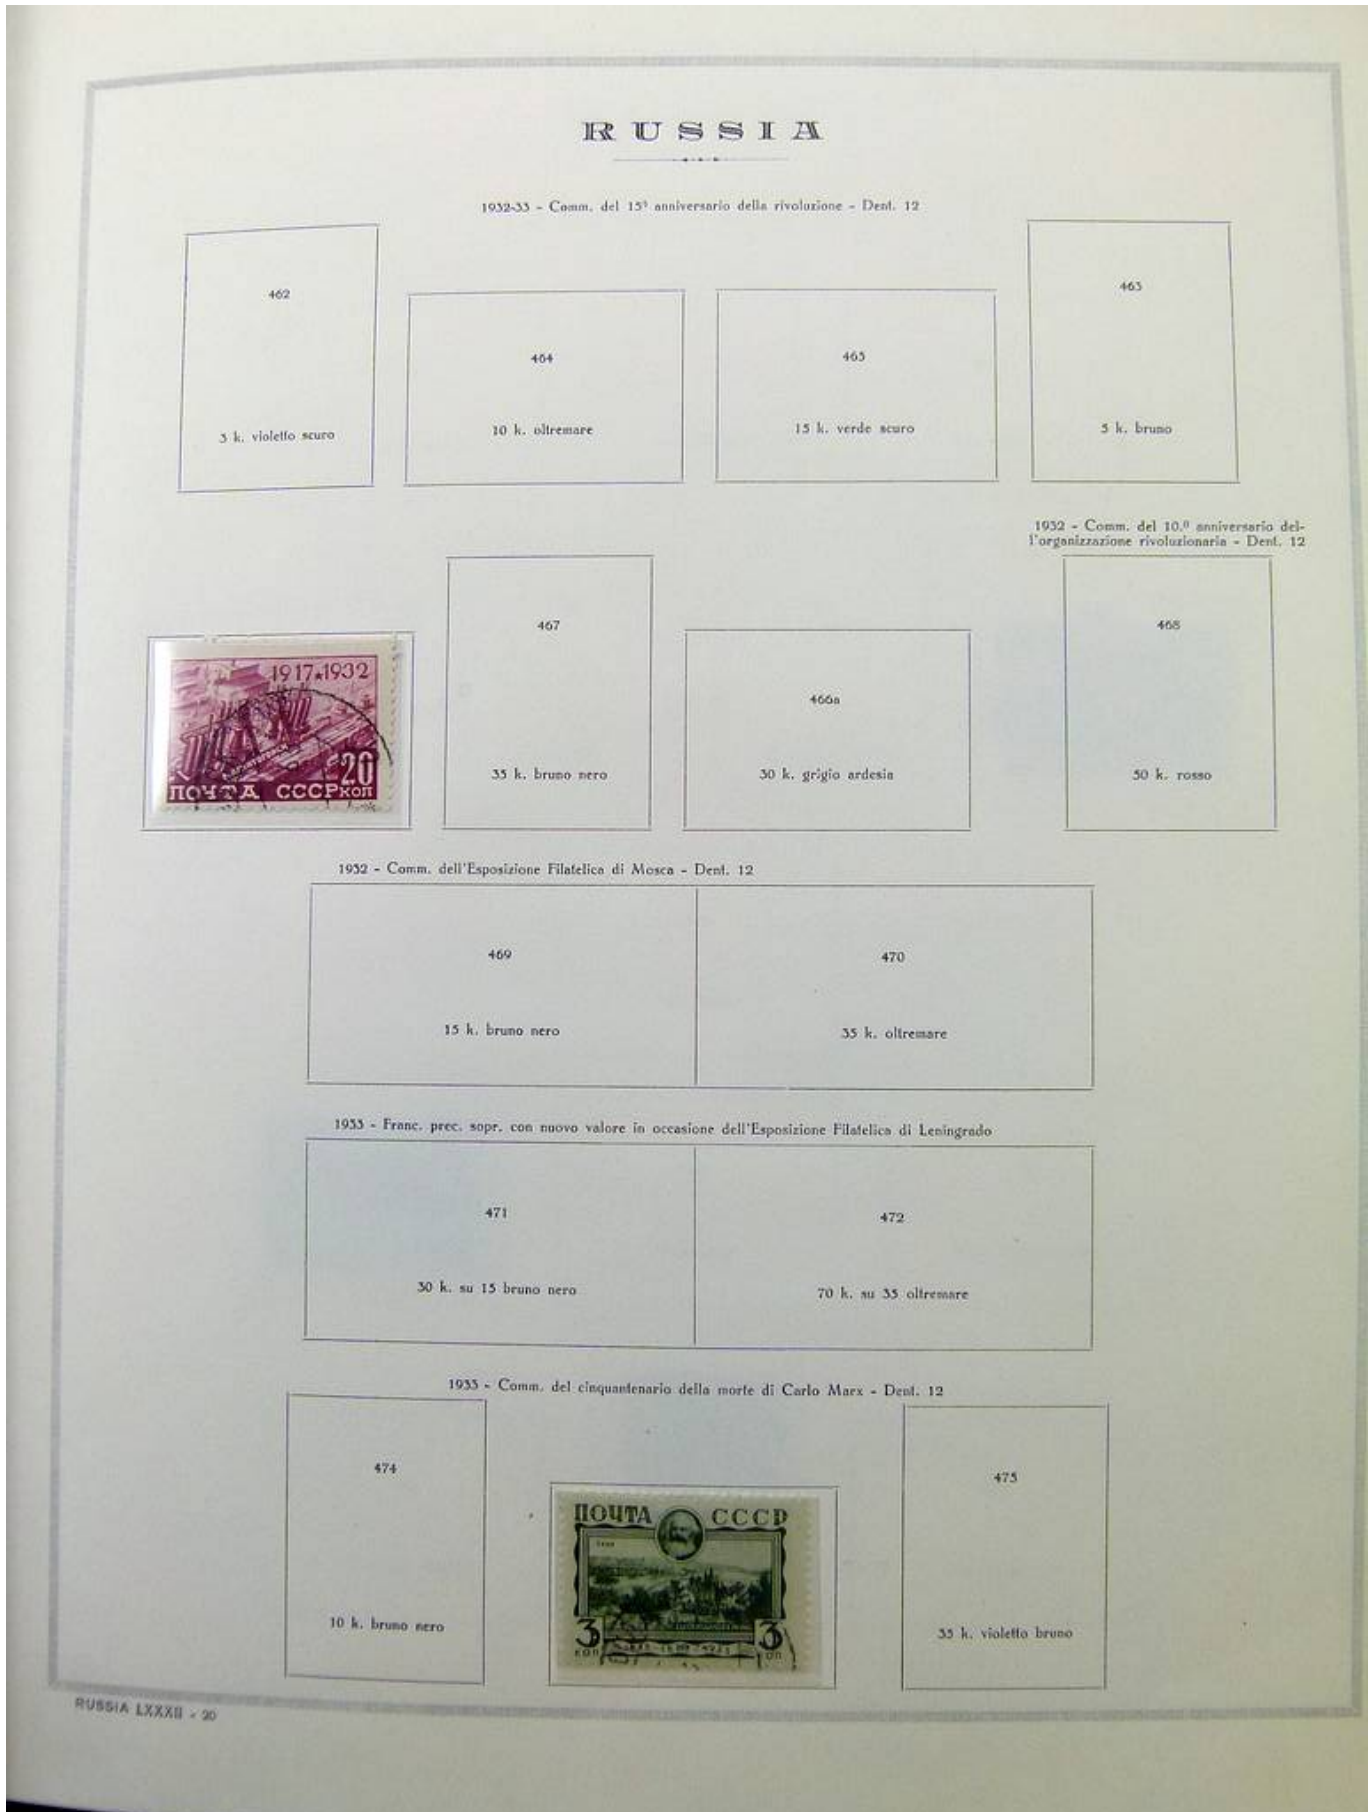 RUSSIA
1932-33 - Comm. del 15º anniversario della rivoluzione - Dent. 12
462
3 k. violetto scuro
464
10 k. oltremare
465
15 k. verde scuro
463
5 k. bruno
1932 - Comm. del 10.º anniversario del-
l'organizzazione rivoluzionaria - Dent. 12
1917★1932
20
ПОЧТА СССР КОП
467
35 k. bruno nero
466a
30 k. grigio ardesia
468
50 k. rosso
1932 - Comm. dell'Esposizione Filatelica di Mosca - Dent. 12
469
15 k. bruno nero
470
35 k. oltremare
1933 - Franc. prec. sopr. con nuovo valore in occasione dell'Esposizione Filatelica di Leningrado
471
30 k. su 15 bruno nero
472
70 k. su 35 oltremare
1933 - Comm. del cinquantenario della morte di Carlo Marx - Dent. 12
474
10 k. bruno nero
ПОЧТА СССР
3 3
КОП КОП
475
35 k. violetto bruno
RUSSIA LXXXII - 20